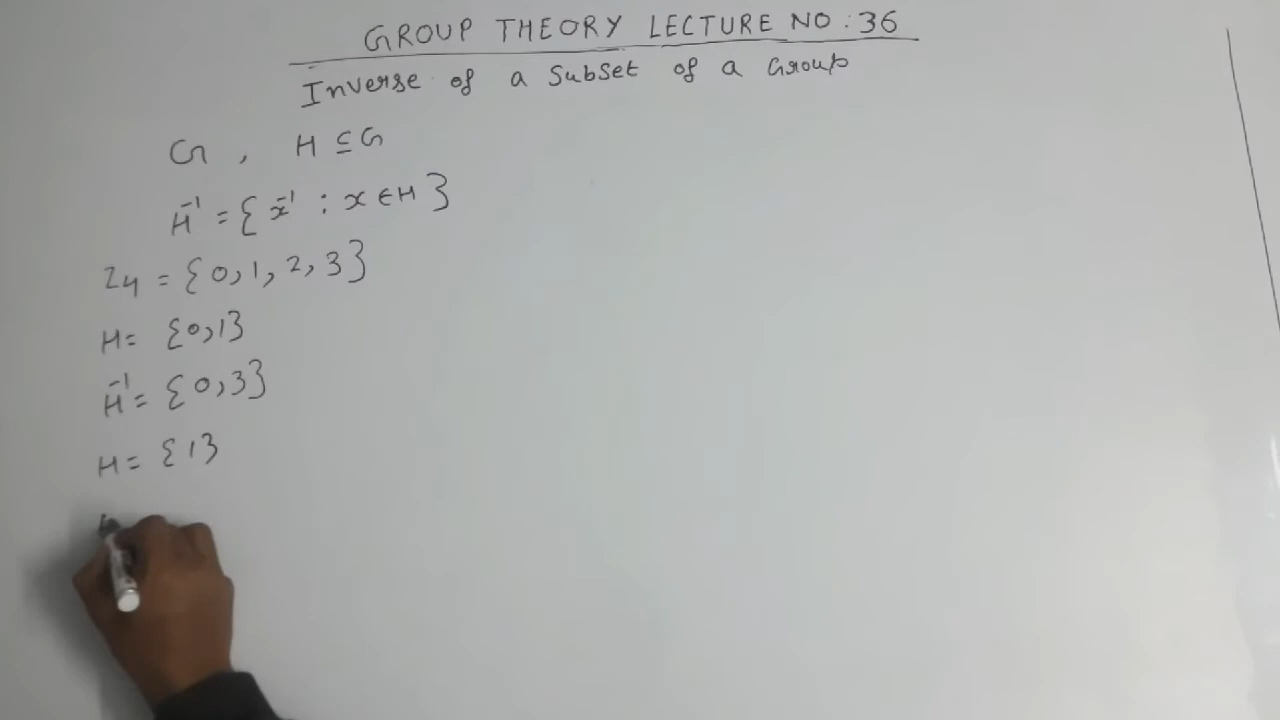 GROUP THEORY LECTURE NO : 36
Inverse of a Subset of a Group
G , H ⊆ G
H⁻¹ = { x⁻¹ : x ∈ H }
Z₄ = { 0, 1, 2, 3 }
H = { 0, 1 }
H⁻¹ = { 0, 3 }
H = { 1 }